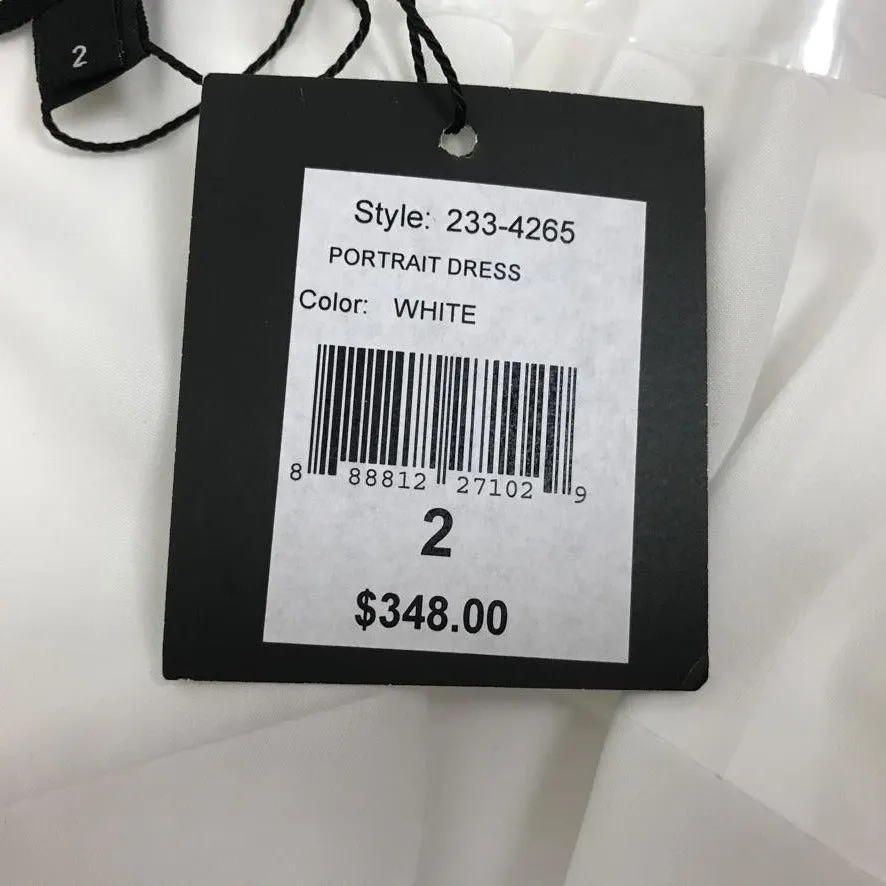 2
Style: 233-4265
PORTRAIT DRESS
Color: WHITE
8 88812 27102 9
2
$348.00